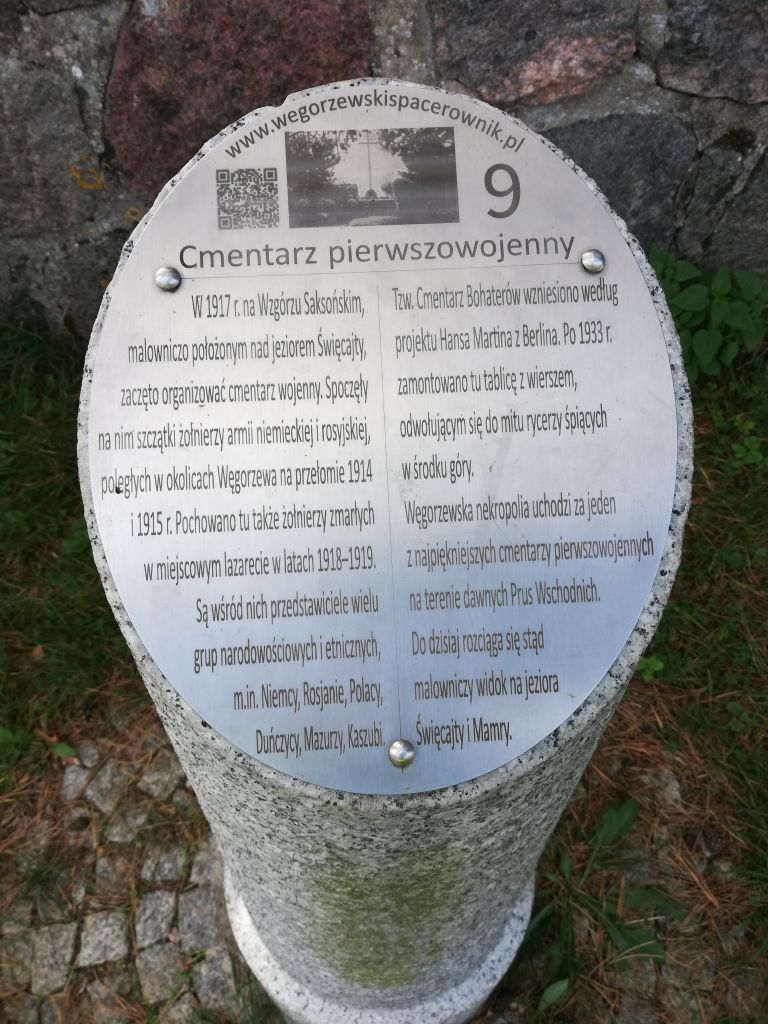 www.wegorzewskispacerownik.pl
9
Cmentarz pierwszowojenny
W 1917 r. na Wzgórzu Saksońskim,
malowniczo położonym nad jeziorem Święcajty,
zaczęto organizować cmentarz wojenny. Spoczęły
na nim szczątki żołnierzy armii niemieckiej i rosyjskiej,
poległych w okolicach Węgorzewa na przełomie 1914
i 1915 r. Pochowano tu także żołnierzy zmarłych
w miejscowym lazarecie w latach 1918–1919.
Są wśród nich przedstawiciele wielu
grup narodowościowych i etnicznych,
m.in. Niemcy, Rosjanie, Polacy,
Duńczycy, Mazurzy, Kaszubi.
Tzw. Cmentarz Bohaterów wzniesiono według
projektu Hansa Martina z Berlina. Po 1933 r.
zamontowano tu tablicę z wierszem,
odwołującym się do mitu rycerzy śpiących
w środku góry.
Węgorzewska nekropolia uchodzi za jeden
z najpiękniejszych cmentarzy pierwszowojennych
na terenie dawnych Prus Wschodnich.
Do dzisiaj rozciąga się stąd
malowniczy widok na jeziora
Święcajty i Mamry.